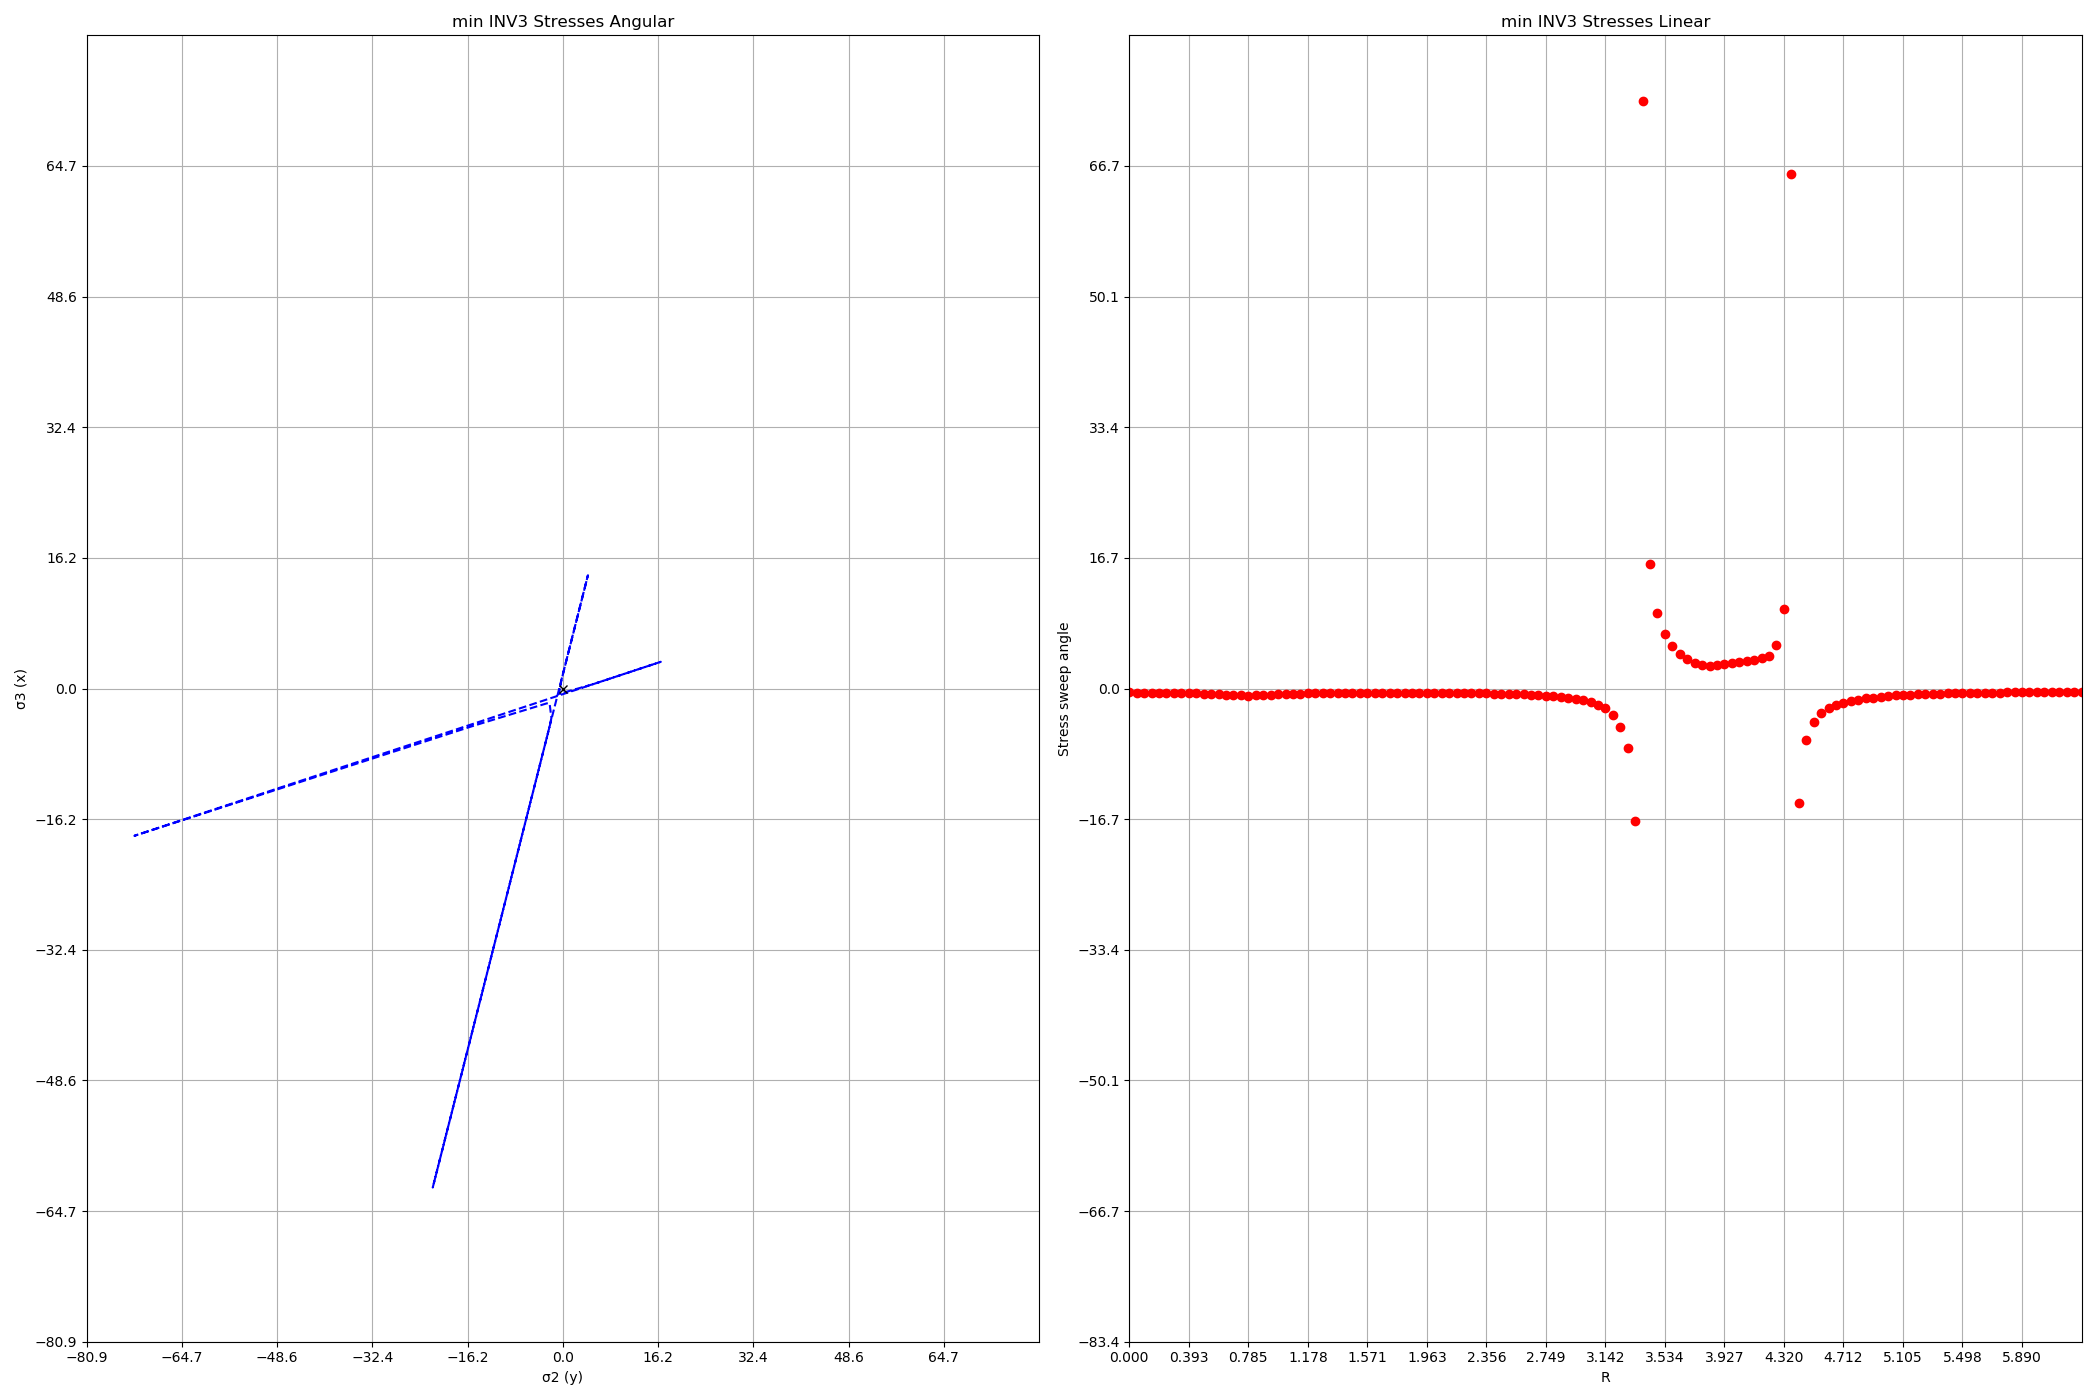 min INV3 Stresses Angular
σ3 (x)
64.7
48.6
32.4
16.2
0.0
−16.2
−32.4
−48.6
−64.7
−80.9
−80.9 −64.7 −48.6 −32.4 −16.2 0.0 16.2 32.4 48.6 64.7
σ2 (y)
min INV3 Stresses Linear
Stress sweep angle
66.7
50.1
33.4
16.7
0.0
−16.7
−33.4
−50.1
−66.7
−83.4
0.000 0.393 0.785 1.178 1.571 1.963 2.356 2.749 3.142 3.534 3.927 4.320 4.712 5.105 5.498 5.890
R